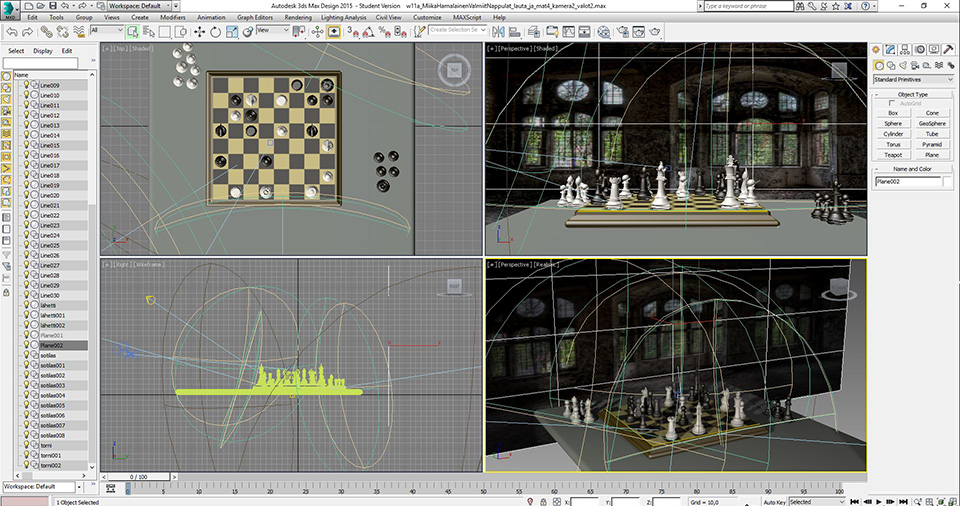 Workspace: Default
Autodesk 3ds Max Design 2015 - Student Version
w11a_MiikaHamalainenValmiitNappulat_lauta_ja_mat4_kamera2_valot2.max
Type a keyword or phrase
MXD
Edit Tools Group Views Create Modifiers Animation Graph Editors Rendering Lighting Analysis Civil View Customize MAXScript Help
All
View
Create Selection Se
Select Display Edit
Name
Line009
Line010
Line011
Line012
Line013
Line014
Line015
Line016
Line017
Line018
Line019
Line020
Line021
Line022
Line023
Line024
Line025
Line026
Line027
Line028
Line029
Line030
lähetti
lähetti001
lähetti002
Plane001
Plane002
sotilas
sotilas001
sotilas002
sotilas003
sotilas004
sotilas005
sotilas006
sotilas007
sotilas008
torni
torni001
torni002
[+] [Top] [Shaded]
[+] [Perspective] [Shaded]
[+] [Right] [Wireframe]
[+] [Perspective] [Realistic]
Standard Primitives
Object Type
AutoGrid
Box Cone
Sphere GeoSphere
Cylinder Tube
Torus Pyramid
Teapot Plane
Name and Color
Plane002
0 / 100
Workspace: Default
0 5 10 15 20 25 30 35 40 45 50 55 60 65 70 75 80 85 90 95 100
1 Object Selected
X: Y: Z: Grid = 10,0
Auto Key Selected